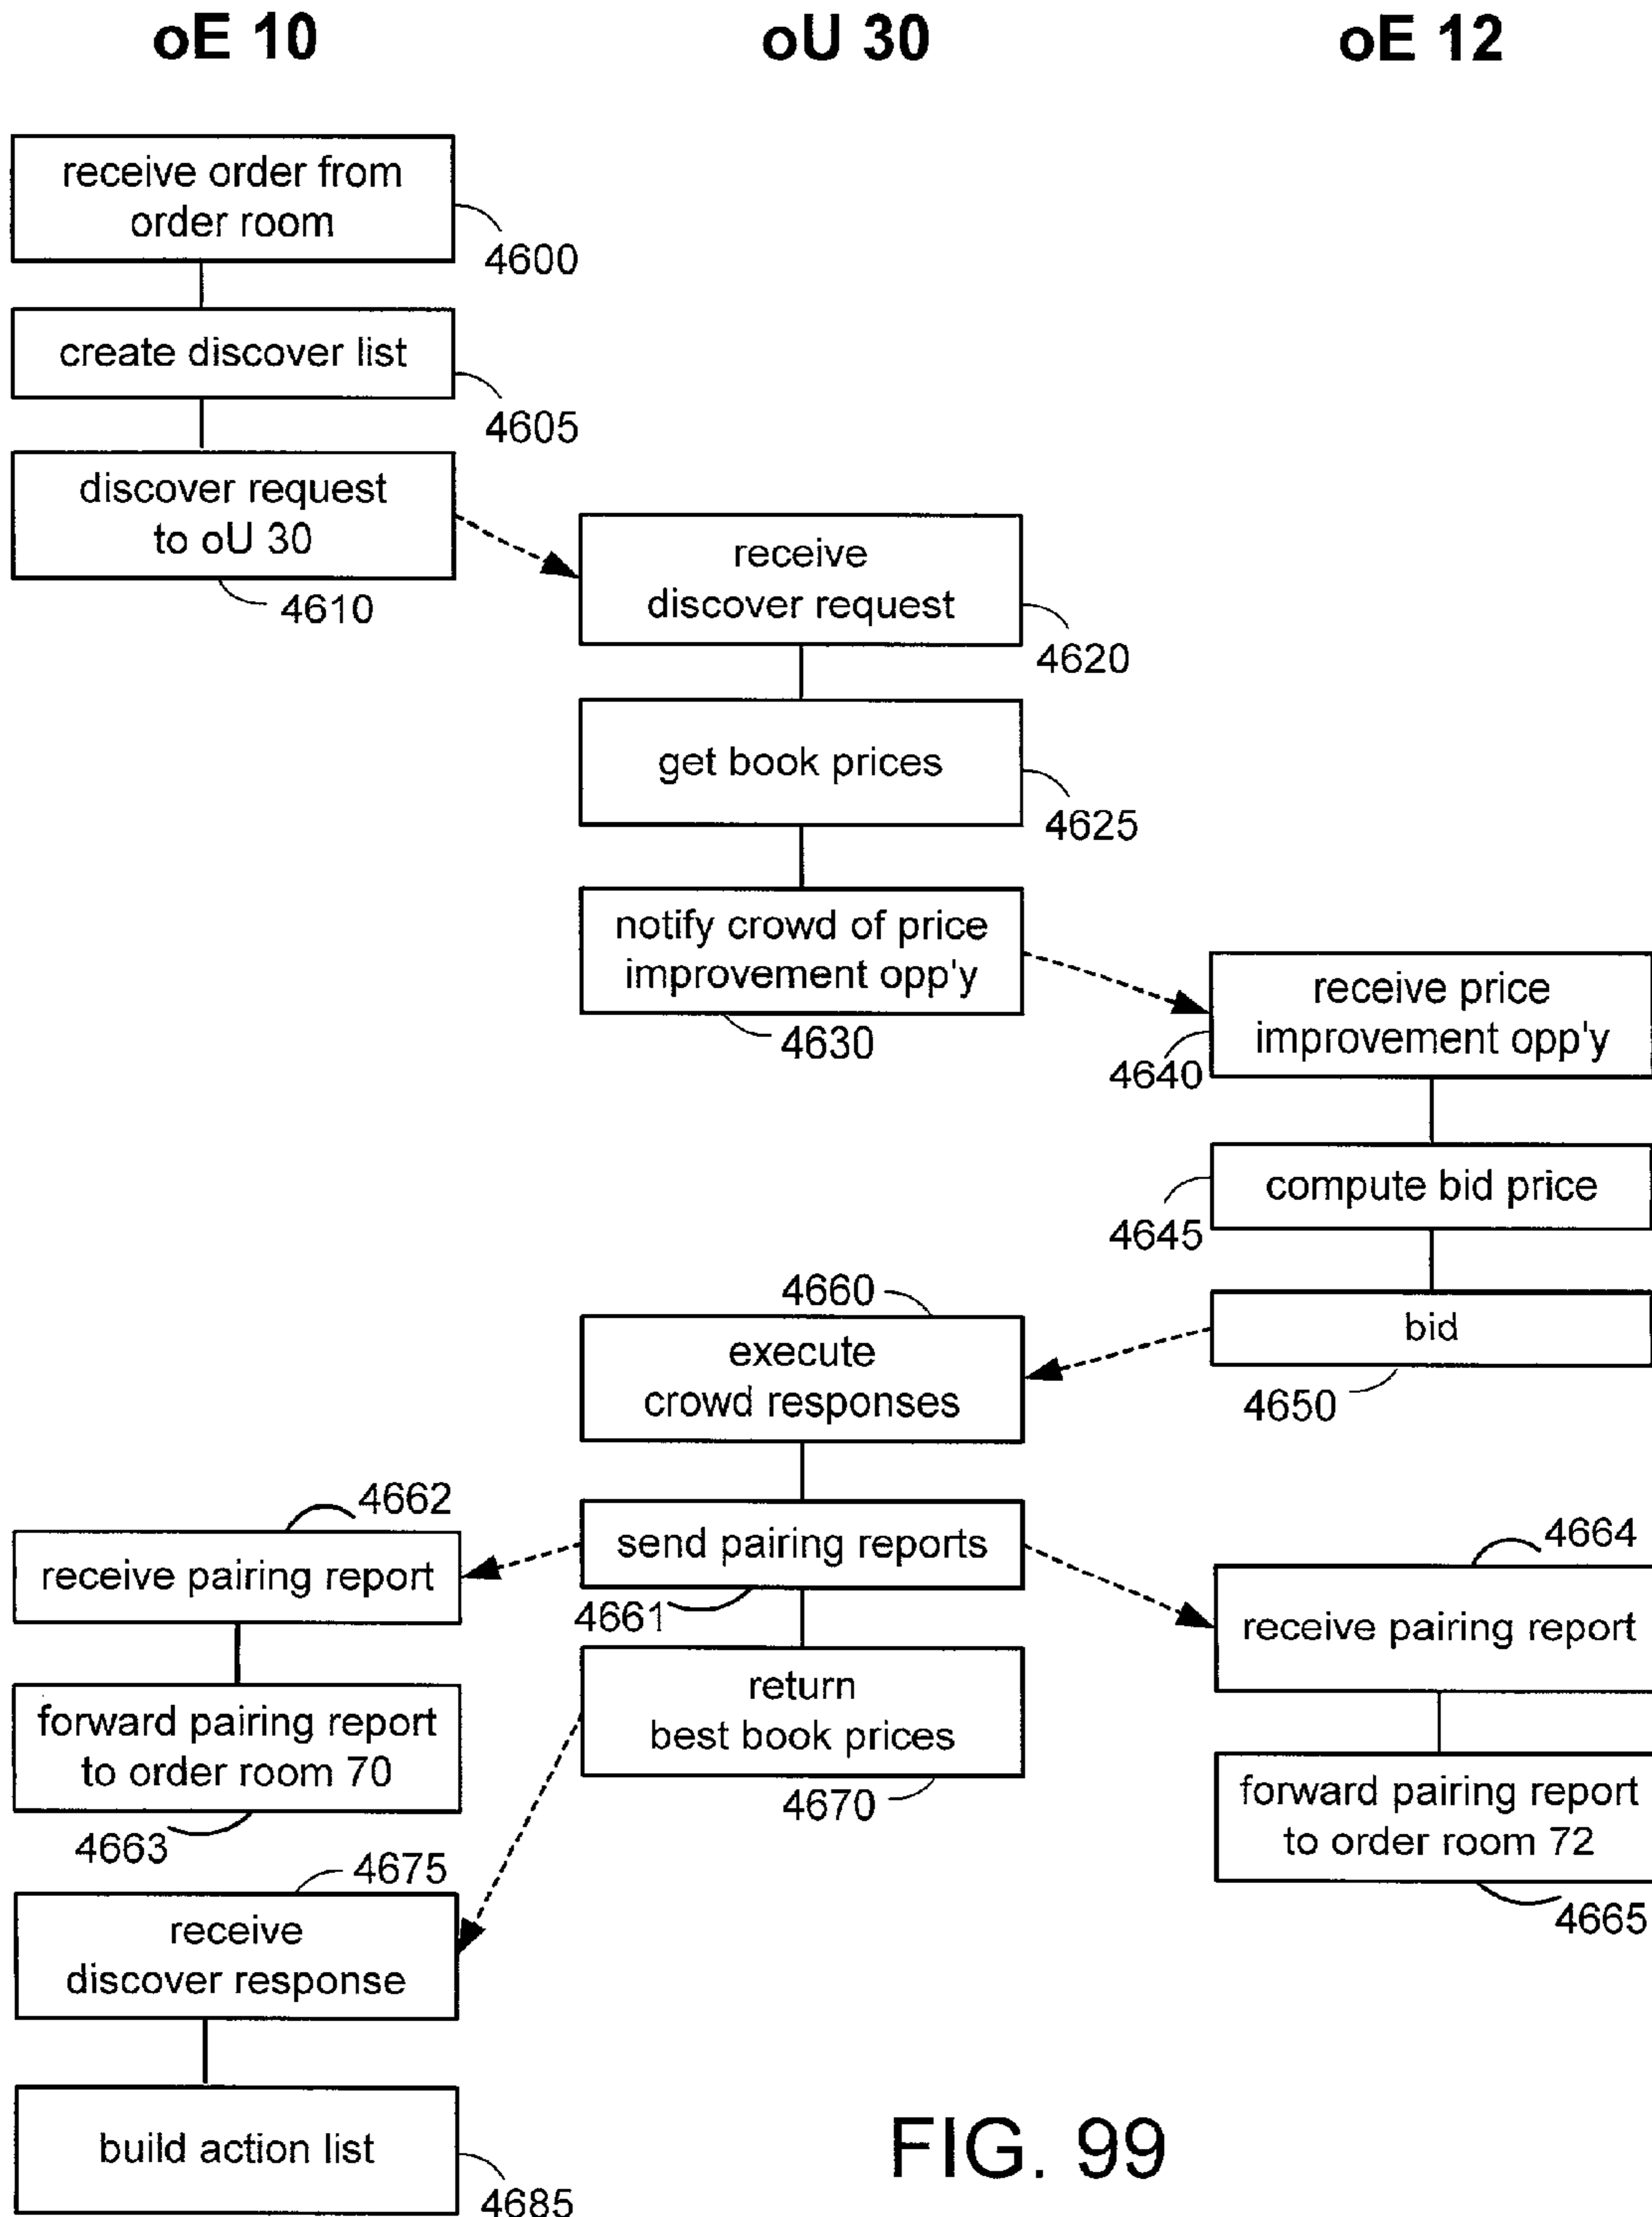 oE 10
oU 30
oE 12
receive order from
order room
4600
create discover list
4605
discover request
to oU 30
4610
receive
discover request
4620
get book prices
4625
notify crowd of price
improvement opp'y
4630
receive price
improvement opp'y
4640
compute bid price
4645
bid
4650
4660
execute
crowd responses
send pairing reports
4661
4662
receive pairing report
forward pairing report
to order room 70
4663
4664
receive pairing report
forward pairing report
to order room 72
4665
return
best book prices
4670
4675
receive
discover response
build action list
4685
FIG. 99